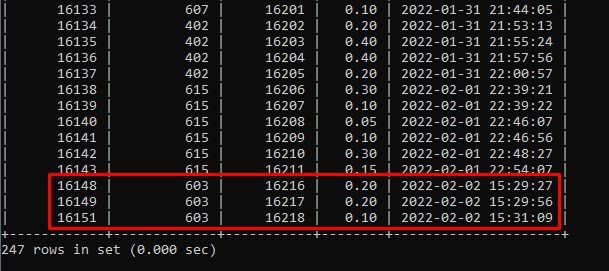 | 16133 | 607 | 16201 | 0.10 | 2022-01-31 21:44:05 |
| 16134 | 402 | 16202 | 0.20 | 2022-01-31 21:53:13 |
| 16135 | 402 | 16203 | 0.40 | 2022-01-31 21:55:24 |
| 16136 | 402 | 16204 | 0.40 | 2022-01-31 21:57:56 |
| 16137 | 402 | 16205 | 0.20 | 2022-01-31 22:00:57 |
| 16138 | 615 | 16206 | 0.30 | 2022-02-01 22:39:21 |
| 16139 | 615 | 16207 | 0.10 | 2022-02-01 22:39:22 |
| 16140 | 615 | 16208 | 0.05 | 2022-02-01 22:46:07 |
| 16141 | 615 | 16209 | 0.10 | 2022-02-01 22:46:56 |
| 16142 | 615 | 16210 | 0.30 | 2022-02-01 22:48:27 |
| 16143 | 615 | 16211 | 0.15 | 2022-02-01 22:54:07 |
| 16148 | 603 | 16216 | 0.20 | 2022-02-02 15:29:27 |
| 16149 | 603 | 16217 | 0.20 | 2022-02-02 15:29:56 |
| 16151 | 603 | 16218 | 0.10 | 2022-02-02 15:31:09 |
247 rows in set (0.000 sec)